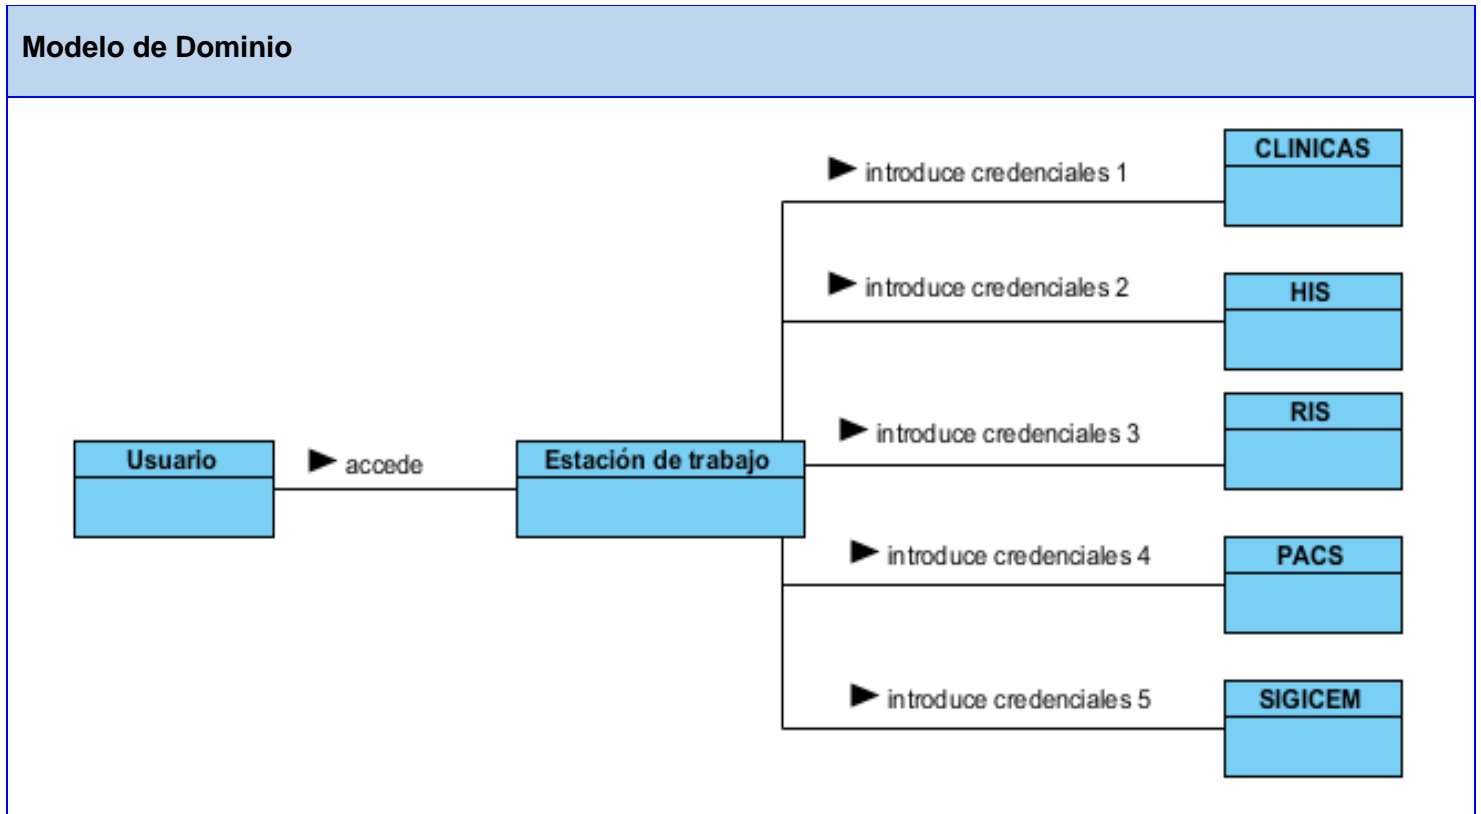 Modelo de Dominio
CLINICAS
introduce credenciales 1
introduce credenciales 2
HIS
RIS
introduce credenciales 3
Usuario
accede
Estación de trabajo
introduce credenciales 4
PACS
introduce credenciales 5
SIGICEM